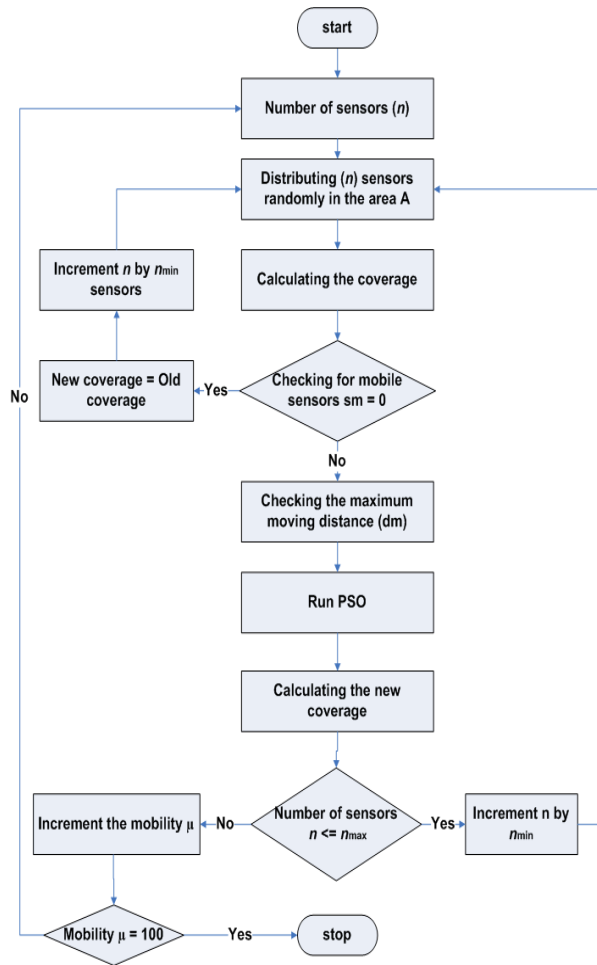 start
Number of sensors (n)
Distributing (n) sensors
randomly in the area A
Increment n by nmin
sensors
Calculating the coverage
New coverage = Old
coverage
Yes
Checking for mobile
sensors sm = 0
No
No
Checking the maximum
moving distance (dm)
Run PSO
Calculating the new
coverage
Increment the mobility μ
No
Number of sensors
n <= nmax
Yes
Increment n by
nmin
Mobility μ = 100
Yes
stop